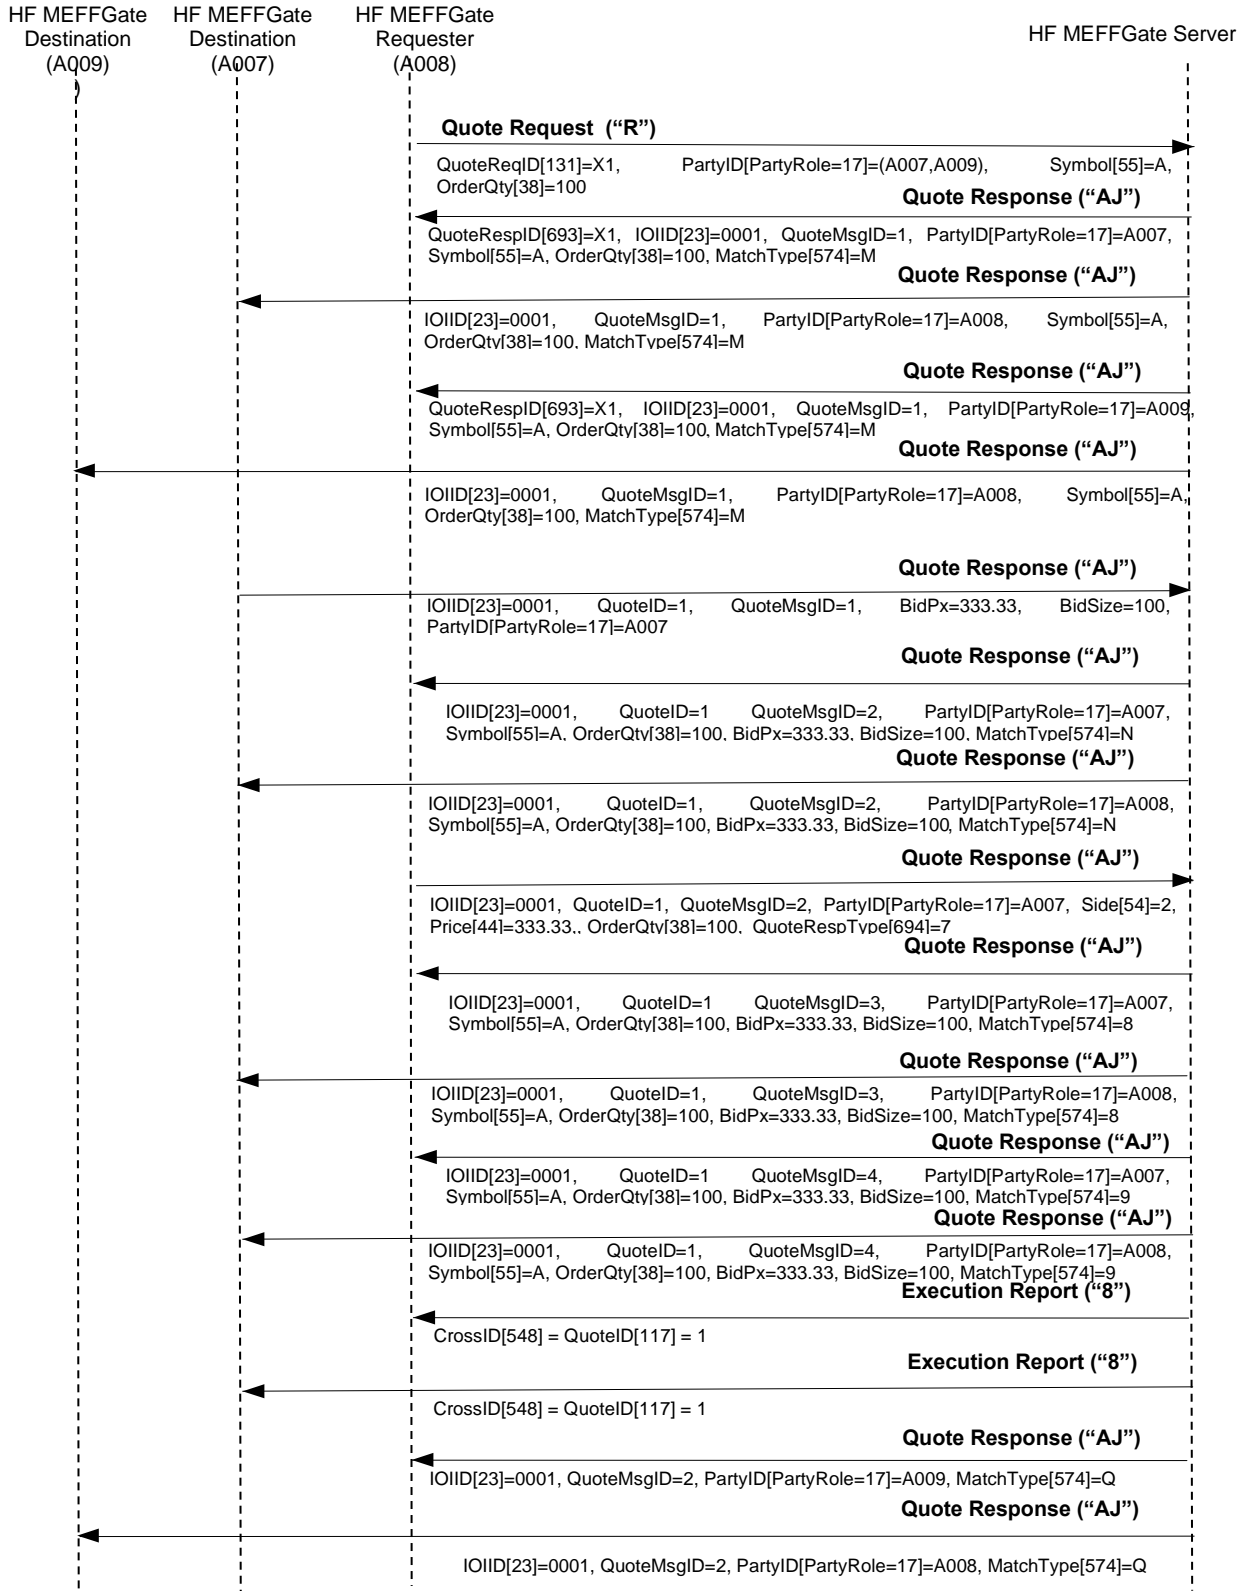 HF MEFFGate
Destination
(A009)
)
HF MEFFGate
Destination
(A007)
HF MEFFGate
Requester
(A008)
HF MEFFGate Server
Quote Request ("R")
QuoteReqID[131]=X1, PartyID[PartyRole=17]=(A007,A009), Symbol[55]=A,
OrderQty[38]=100
Quote Response ("AJ")
QuoteRespID[693]=X1, IOIID[23]=0001, QuoteMsgID=1, PartyID[PartyRole=17]=A007,
Symbol[55]=A, OrderQty[38]=100, MatchType[574]=M
Quote Response ("AJ")
IOIID[23]=0001, QuoteMsgID=1, PartyID[PartyRole=17]=A008, Symbol[55]=A,
OrderQty[38]=100, MatchType[574]=M
Quote Response ("AJ")
QuoteRespID[693]=X1, IOIID[23]=0001, QuoteMsgID=1, PartyID[PartyRole=17]=A009,
Symbol[55]=A, OrderQty[38]=100, MatchType[574]=M
Quote Response ("AJ")
IOIID[23]=0001, QuoteMsgID=1, PartyID[PartyRole=17]=A008, Symbol[55]=A,
OrderQty[38]=100, MatchType[574]=M
Quote Response ("AJ")
IOIID[23]=0001, QuoteID=1, QuoteMsgID=1, BidPx=333.33, BidSize=100,
PartyID[PartyRole=17]=A007
Quote Response ("AJ")
IOIID[23]=0001, QuoteID=1 QuoteMsgID=2, PartyID[PartyRole=17]=A007,
Symbol[55]=A, OrderQty[38]=100, BidPx=333.33, BidSize=100, MatchType[574]=N
Quote Response ("AJ")
IOIID[23]=0001, QuoteID=1, QuoteMsgID=2, PartyID[PartyRole=17]=A008,
Symbol[55]=A, OrderQty[38]=100, BidPx=333.33, BidSize=100, MatchType[574]=N
Quote Response ("AJ")
IOIID[23]=0001, QuoteID=1, QuoteMsgID=2, PartyID[PartyRole=17]=A007, Side[54]=2,
Price[44]=333.33,, OrderQty[38]=100, QuoteRespType[694]=7
Quote Response ("AJ")
IOIID[23]=0001, QuoteID=1 QuoteMsgID=3, PartyID[PartyRole=17]=A007,
Symbol[55]=A, OrderQty[38]=100, BidPx=333.33, BidSize=100, MatchType[574]=8
Quote Response ("AJ")
IOIID[23]=0001, QuoteID=1, QuoteMsgID=3, PartyID[PartyRole=17]=A008,
Symbol[55]=A, OrderQty[38]=100, BidPx=333.33, BidSize=100, MatchType[574]=8
Quote Response ("AJ")
IOIID[23]=0001, QuoteID=1 QuoteMsgID=4, PartyID[PartyRole=17]=A007,
Symbol[55]=A, OrderQty[38]=100, BidPx=333.33, BidSize=100, MatchType[574]=9
Quote Response ("AJ")
IOIID[23]=0001, QuoteID=1, QuoteMsgID=4, PartyID[PartyRole=17]=A008,
Symbol[55]=A, OrderQty[38]=100, BidPx=333.33, BidSize=100, MatchType[574]=9
Execution Report ("8")
CrossID[548] = QuoteID[117] = 1
Execution Report ("8")
CrossID[548] = QuoteID[117] = 1
Quote Response ("AJ")
IOIID[23]=0001, QuoteMsgID=2, PartyID[PartyRole=17]=A009, MatchType[574]=Q
Quote Response ("AJ")
IOIID[23]=0001, QuoteMsgID=2, PartyID[PartyRole=17]=A008, MatchType[574]=Q